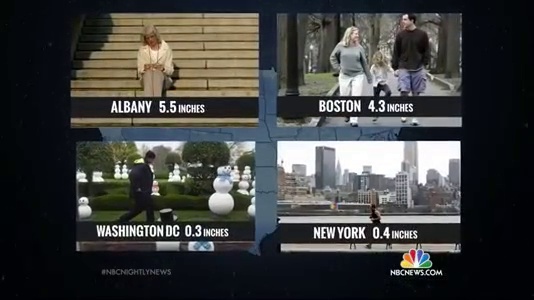 ALBANY 5.5 INCHES
BOSTON 4.3 INCHES
WASHINGTON DC 0.3 INCHES
NEW YORK 0.4 INCHES
#NBCNIGHTLYNEWS
NBCNEWS.COM